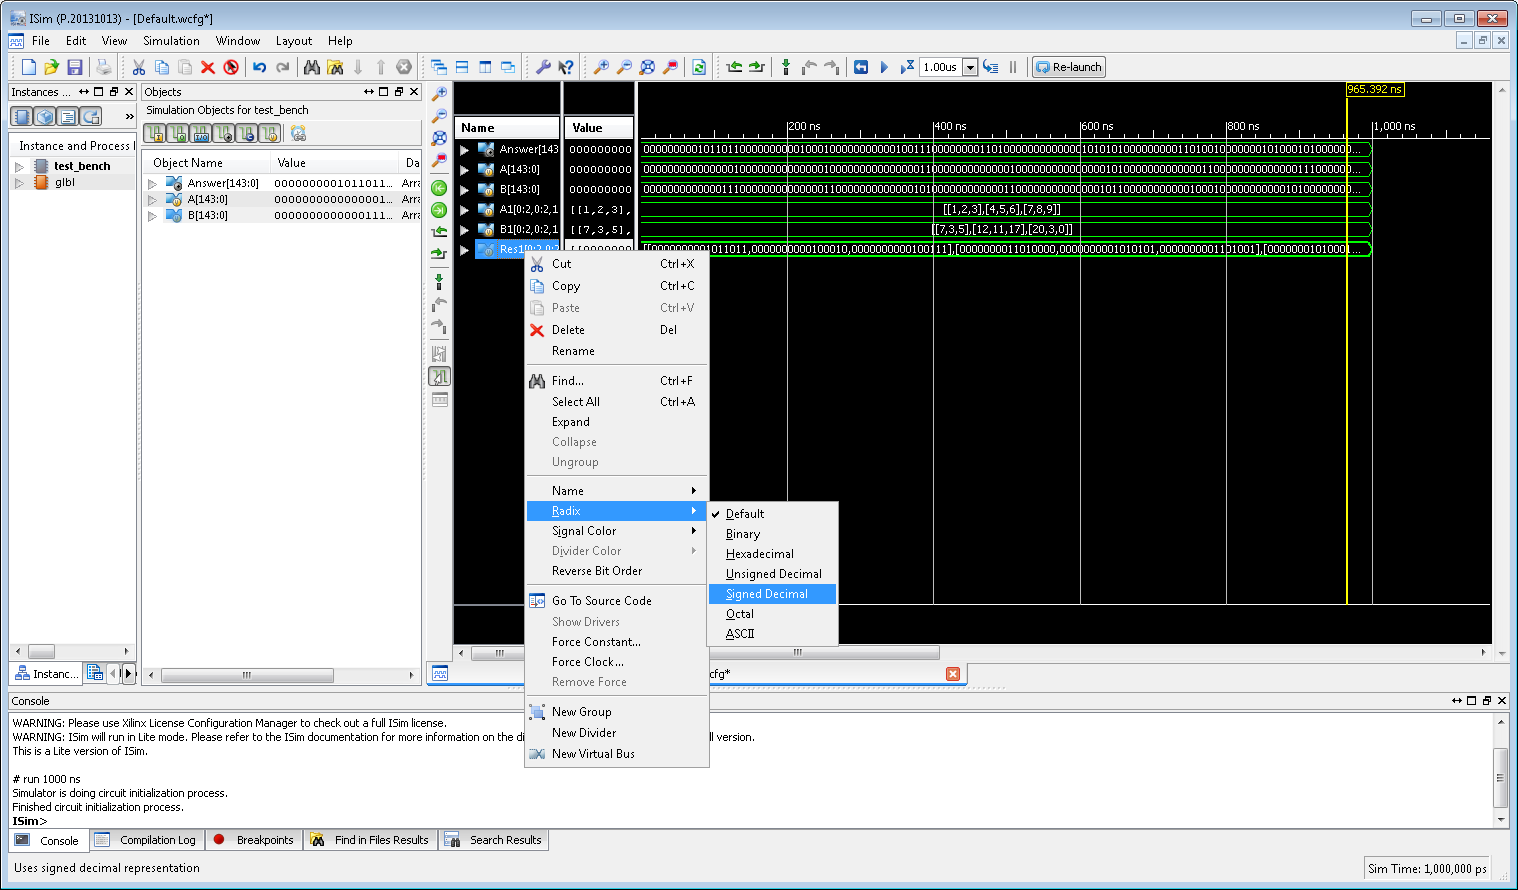 ISim (P.20131013) - [Default.wcfg*]
File Edit View Simulation Window Layout Help
1.00us Re-launch
Instances ...
Objects
Simulation Objects for test_bench
Instance and Process
test_bench
glbl
Object Name Value Da
Answer[143:0] 0000000001011011... Arra
A[143:0] 0000000000000001... Arra
B[143:0] 0000000000000111... Arra
965.392 ns
Name Value
200 ns 400 ns 600 ns 800 ns 1,000 ns
Answer[143 000000000
A[143:0] 000000000
B[143:0] 000000000
A1[0:2,0:2,1 [[1,2,3], [[1,2,3],[4,5,6],[7,8,9]]
B1[0:2,0:2,1 [[7,3,5], [[7,3,5],[12,11,17],[20,3,0]]
Res1[0:2,0:2 [[0000000 [[0000000001011011,0000000000100010,0000000000100111],[0000000011010000,0000000001010101,0000000001101001],[00000001010001...
Cut Ctrl+X
Copy Ctrl+C
Paste Ctrl+V
Delete Del
Rename
Find... Ctrl+F
Select All Ctrl+A
Expand
Collapse
Ungroup
Name
Radix
Signal Color
Divider Color
Reverse Bit Order
Go To Source Code
Show Drivers
Force Constant...
Force Clock...
Remove Force
New Group
New Divider
New Virtual Bus
Default
Binary
Hexadecimal
Unsigned Decimal
Signed Decimal
Octal
ASCII
Instanc...
cfg*
Console
WARNING: Please use Xilinx License Configuration Manager to check out a full ISim license.
WARNING: ISim will run in Lite mode. Please refer to the ISim documentation for more information on the di ll version.
This is a Lite version of ISim.
# run 1000 ns
Simulator is doing circuit initialization process.
Finished circuit initialization process.
ISim>
Console Compilation Log Breakpoints Find in Files Results Search Results
Uses signed decimal representation
Sim Time: 1,000,000 ps